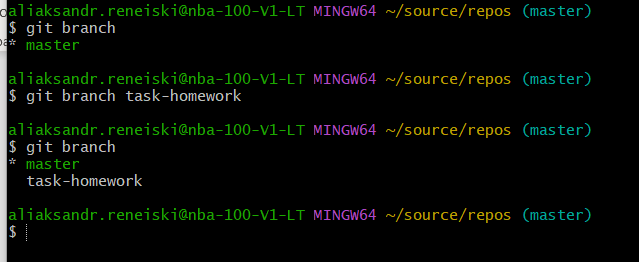 aliaksandr.reneiski@nba-100-V1-LT MINGW64 ~/source/repos (master)
$ git branch
* master
aliaksandr.reneiski@nba-100-V1-LT MINGW64 ~/source/repos (master)
$ git branch task-homework
aliaksandr.reneiski@nba-100-V1-LT MINGW64 ~/source/repos (master)
$ git branch
* master
  task-homework
aliaksandr.reneiski@nba-100-V1-LT MINGW64 ~/source/repos (master)
$